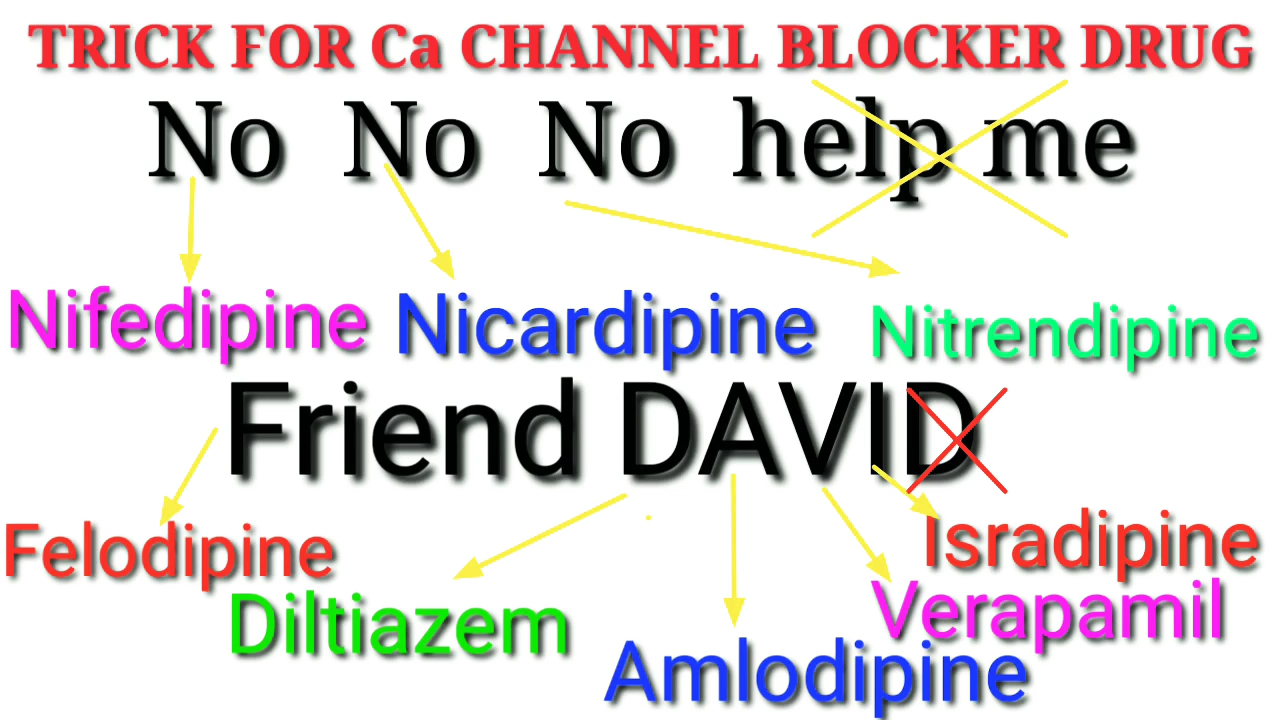 TRICK FOR Ca CHANNEL BLOCKER DRUG
No No No help me
Nifedipine Nicardipine Nitrendipine
Friend DAVID
Felodipine Isradipine
Diltiazem Verapamil
Amlodipine